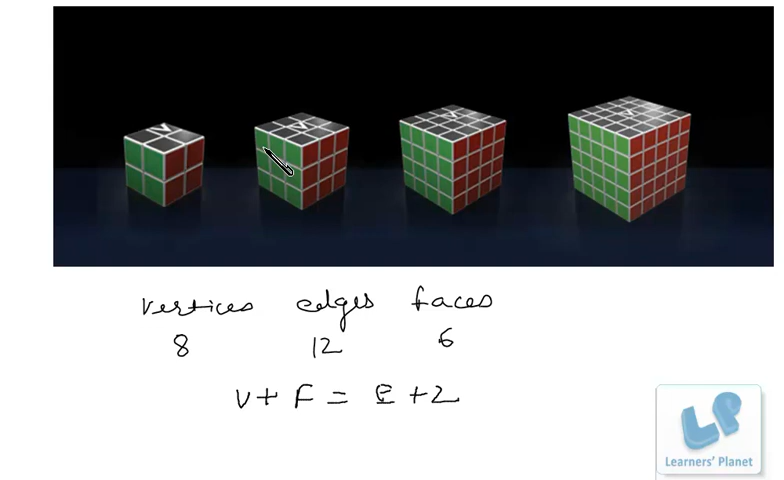 V
V
V
V
vertices edges faces
8 12 6
V + F = E + 2
LP
Learners' Planet